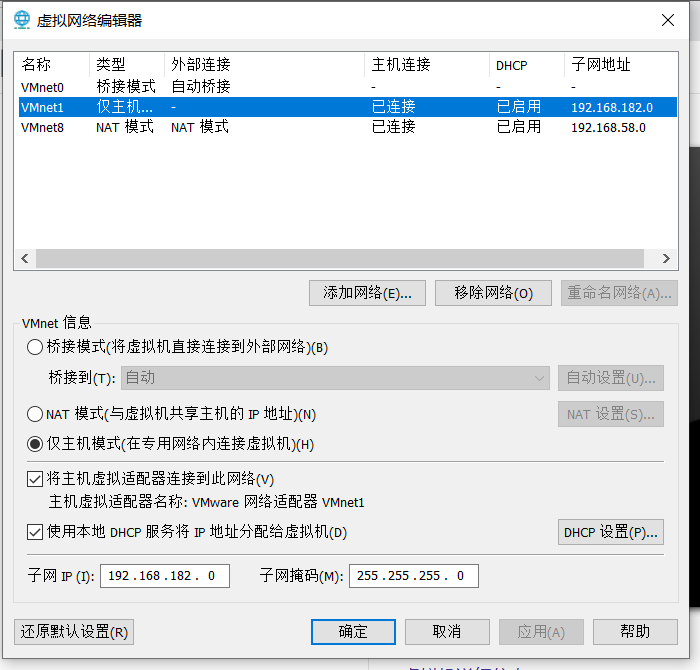 虚拟网络编辑器
名称 类型 外部连接 主机连接 DHCP 子网地址
VMnet0 桥接模式 自动桥接 - - -
VMnet1 仅主机... - 已连接 已启用 192.168.182.0
VMnet8 NAT 模式 NAT 模式 已连接 已启用 192.168.58.0
添加网络(E)... 移除网络(O) 重命名网络(A)...
VMnet 信息
桥接模式(将虚拟机直接连接到外部网络)(B)
桥接到(T): 自动 自动设置(U)...
NAT 模式(与虚拟机共享主机的 IP 地址)(N) NAT 设置(S)...
仅主机模式(在专用网络内连接虚拟机)(H)
将主机虚拟适配器连接到此网络(V)
主机虚拟适配器名称: VMware 网络适配器 VMnet1
使用本地 DHCP 服务将 IP 地址分配给虚拟机(D) DHCP 设置(P)...
子网 IP (I): 192 .168 .182 . 0 子网掩码(M): 255 .255 .255 . 0
还原默认设置(R) 确定 取消 应用(A) 帮助